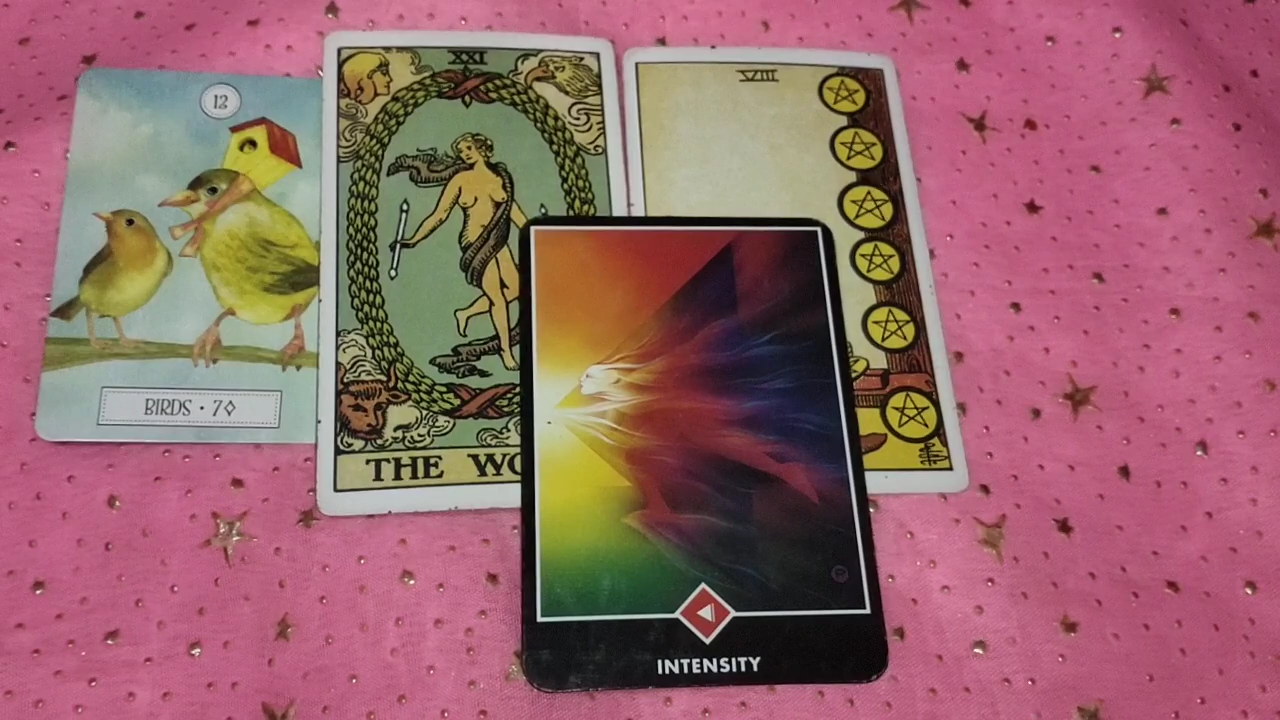 12
BIRDS • 7◊
XXI
THE WO
VIII
INTENSITY